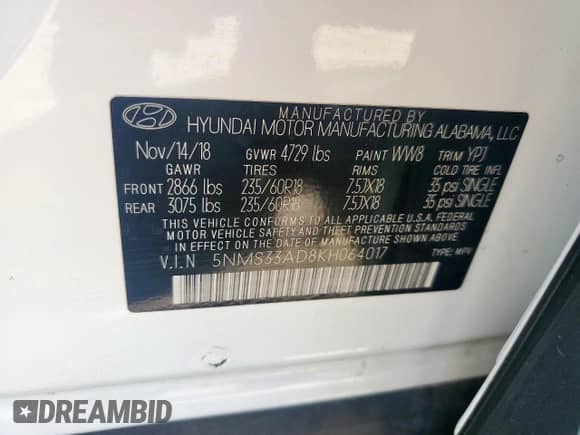 MANUFACTURED BY
HYUNDAI MOTOR MANUFACTURING ALABAMA, LLC
Nov/14/18 GVWR 4729 lbs PAINT WW8 TRIM YPJ
GAWR TIRES RIMS COLD TIRE INFL
FRONT 2866 lbs 235/60R18 7.5JX18 35 psi SINGLE
REAR 3075 lbs 235/60R18 7.5JX18 35 psi SINGLE
THIS VEHICLE CONFORMS TO ALL APPLICABLE U.S.A. FEDERAL
MOTOR VEHICLE SAFETY, BUMPER, AND THEFT PREVENTION
STANDARDS IN EFFECT ON THE DATE OF MANUFACTURE SHOWN ABOVE.
V.I.N 5NMS33AD8KH064017
TYPE: MPV
DREAMBID